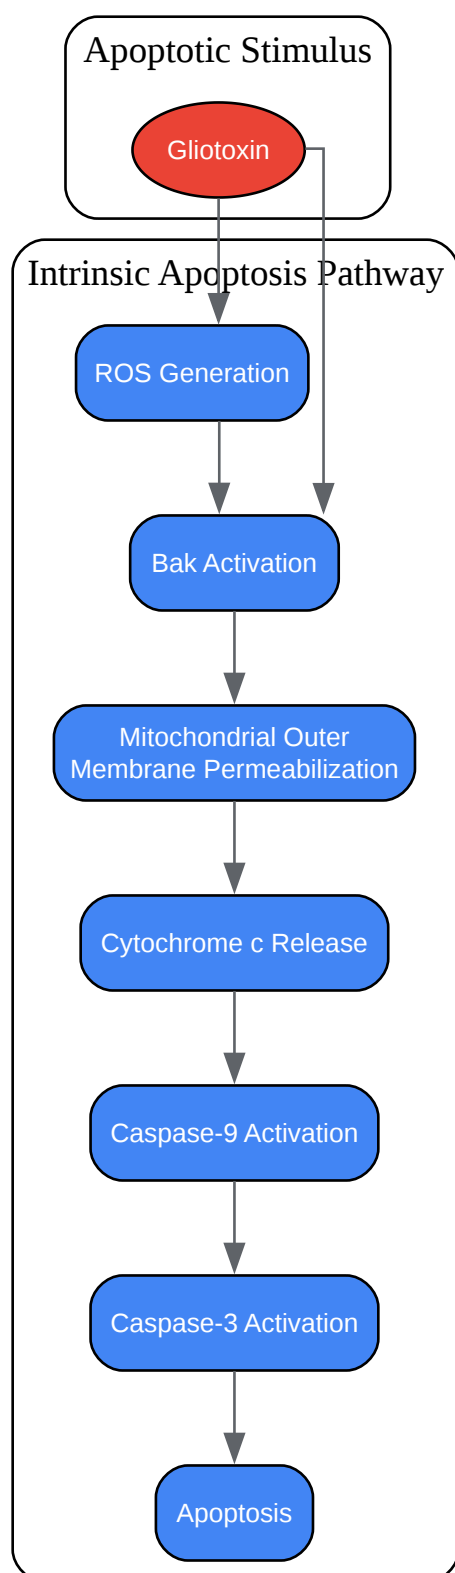 Apoptotic Stimulus
Gliotoxin
Intrinsic Apoptosis Pathway
ROS Generation
Bak Activation
Mitochondrial Outer
Membrane Permeabilization
Cytochrome c Release
Caspase-9 Activation
Caspase-3 Activation
Apoptosis